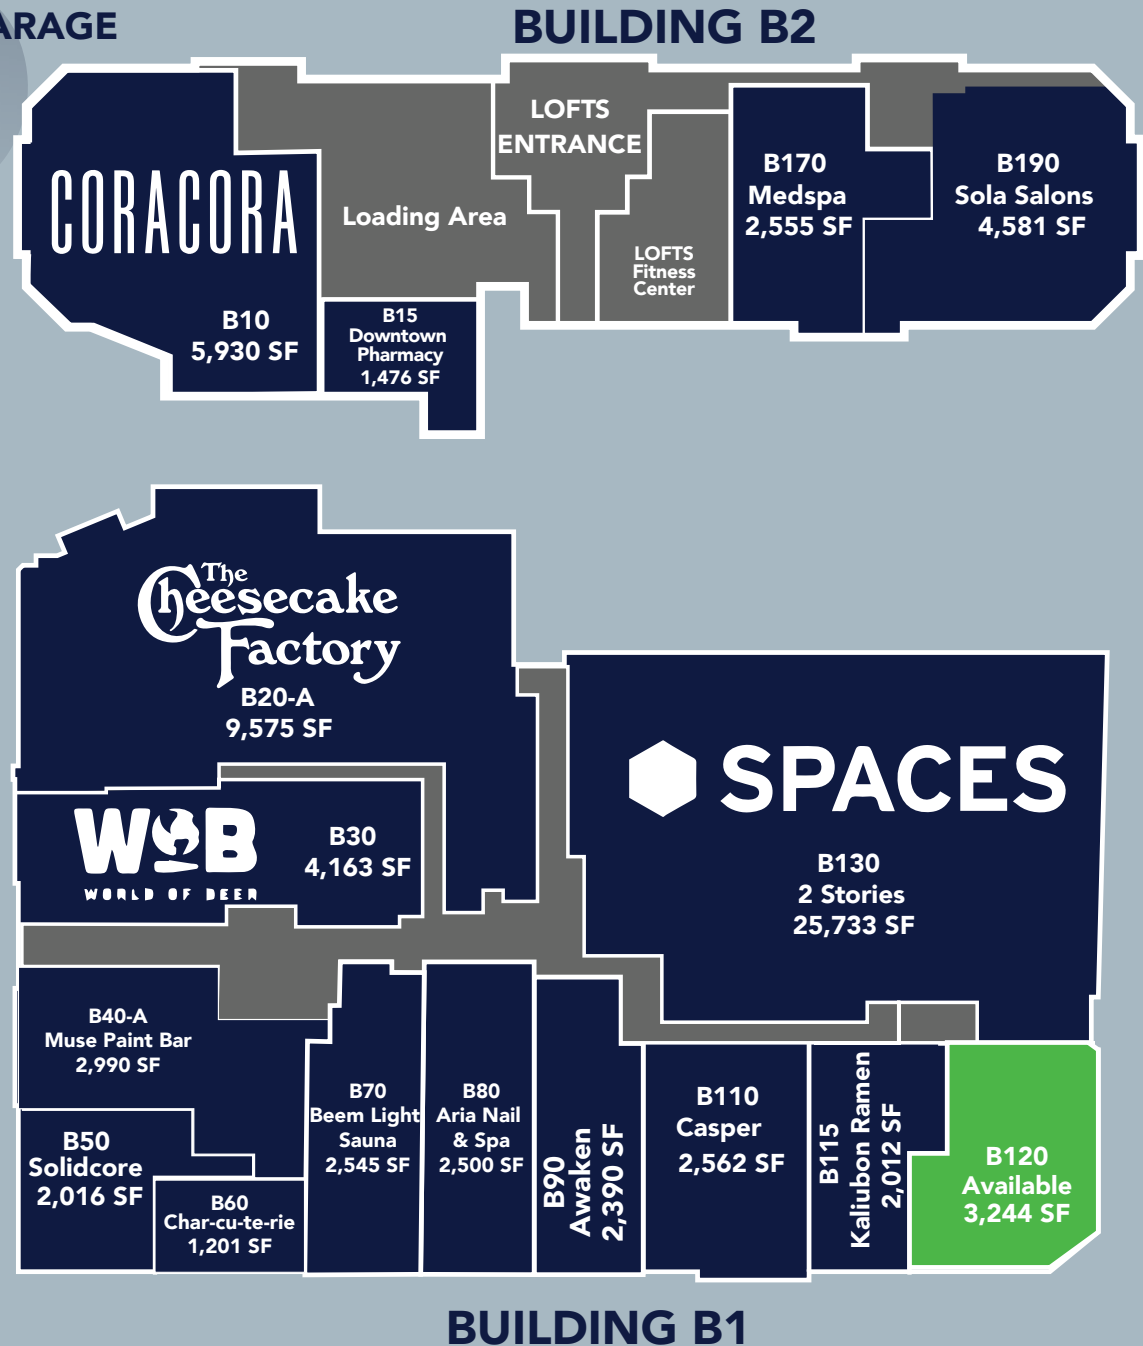 ARAGE
BUILDING B2
CORACORA
B10
5,930 SF
Loading Area
B15
Downtown
Pharmacy
1,476 SF
LOFTS
ENTRANCE
LOFTS
Fitness
Center
B170
Medspa
2,555 SF
B190
Sola Salons
4,581 SF
The
Cheesecake
Factory
B20-A
9,575 SF
WOB
WORLD OF BEER
B30
4,163 SF
SPACES
B130
2 Stories
25,733 SF
B40-A
Muse Paint Bar
2,990 SF
B50
Solidcore
2,016 SF
B60
Char-cu-te-rie
1,201 SF
B70
Beem Light
Sauna
2,545 SF
B80
Aria Nail
& Spa
2,500 SF
B90
Awaken
2,390 SF
B110
Casper
2,562 SF
B115
Kaliubon Ramen
2,012 SF
B120
Available
3,244 SF
BUILDING B1